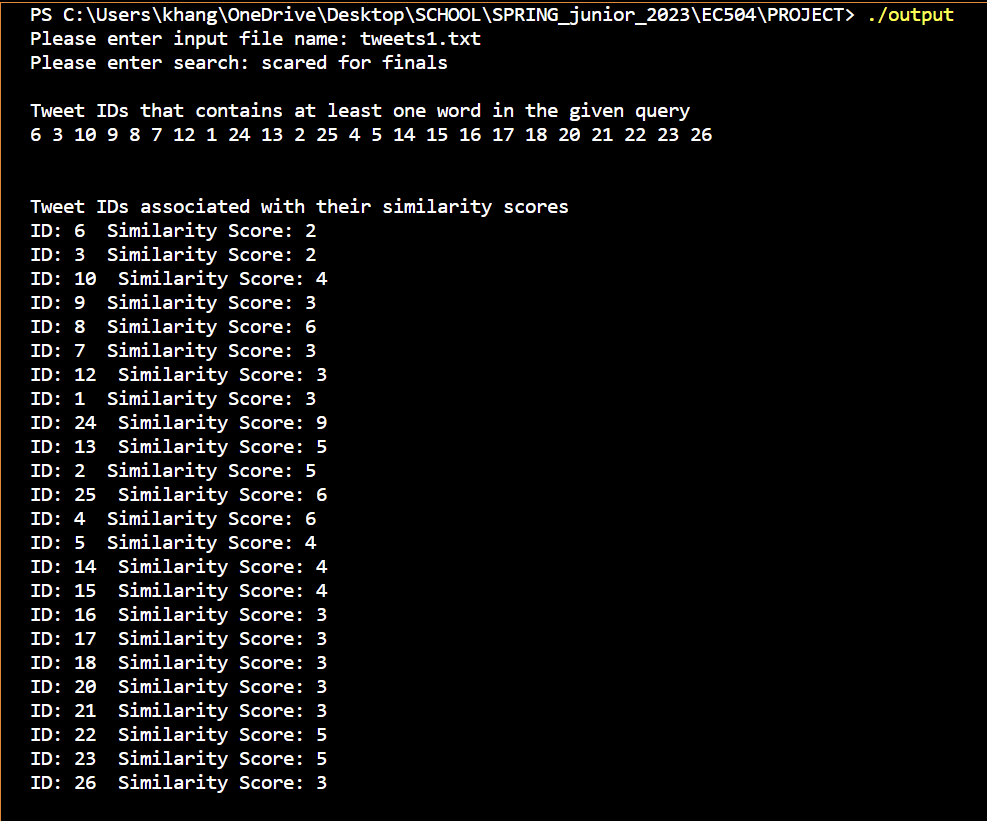 PS C:\Users\khang\OneDrive\Desktop\SCHOOL\SPRING_junior_2023\EC504\PROJECT> ./output
Please enter input file name: tweets1.txt
Please enter search: scared for finals
Tweet IDs that contains at least one word in the given query
6 3 10 9 8 7 12 1 24 13 2 25 4 5 14 15 16 17 18 20 21 22 23 26
Tweet IDs associated with their similarity scores
ID: 6  Similarity Score: 2
ID: 3  Similarity Score: 2
ID: 10  Similarity Score: 4
ID: 9  Similarity Score: 3
ID: 8  Similarity Score: 6
ID: 7  Similarity Score: 3
ID: 12  Similarity Score: 3
ID: 1  Similarity Score: 3
ID: 24  Similarity Score: 9
ID: 13  Similarity Score: 5
ID: 2  Similarity Score: 5
ID: 25  Similarity Score: 6
ID: 4  Similarity Score: 6
ID: 5  Similarity Score: 4
ID: 14  Similarity Score: 4
ID: 15  Similarity Score: 4
ID: 16  Similarity Score: 3
ID: 17  Similarity Score: 3
ID: 18  Similarity Score: 3
ID: 20  Similarity Score: 3
ID: 21  Similarity Score: 3
ID: 22  Similarity Score: 5
ID: 23  Similarity Score: 5
ID: 26  Similarity Score: 3